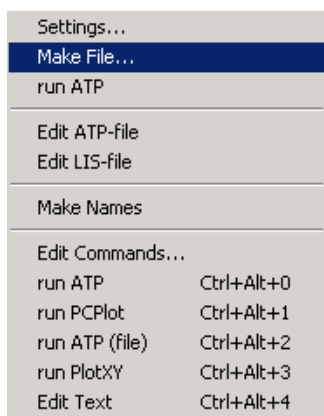 Settings...
Make File...
run ATP
Edit ATP-file
Edit LIS-file
Make Names
Edit Commands...
run ATP Ctrl+Alt+0
run PCPlot Ctrl+Alt+1
run ATP (file) Ctrl+Alt+2
run PlotXY Ctrl+Alt+3
Edit Text Ctrl+Alt+4